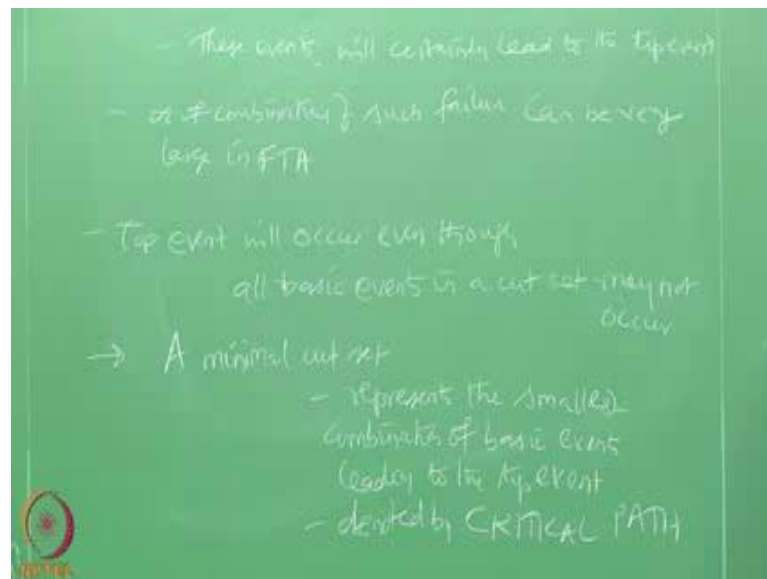 - These events will certainly lead to the top event
- # of combination of such failure can be very
large in FTA
- Top event will occur even though
all basic events in a cut set may not
occur
→ A minimal cut set
- represents the smallest
combination of basic events
leading to the top event
- denoted by CRITICAL PATH
NPTEL